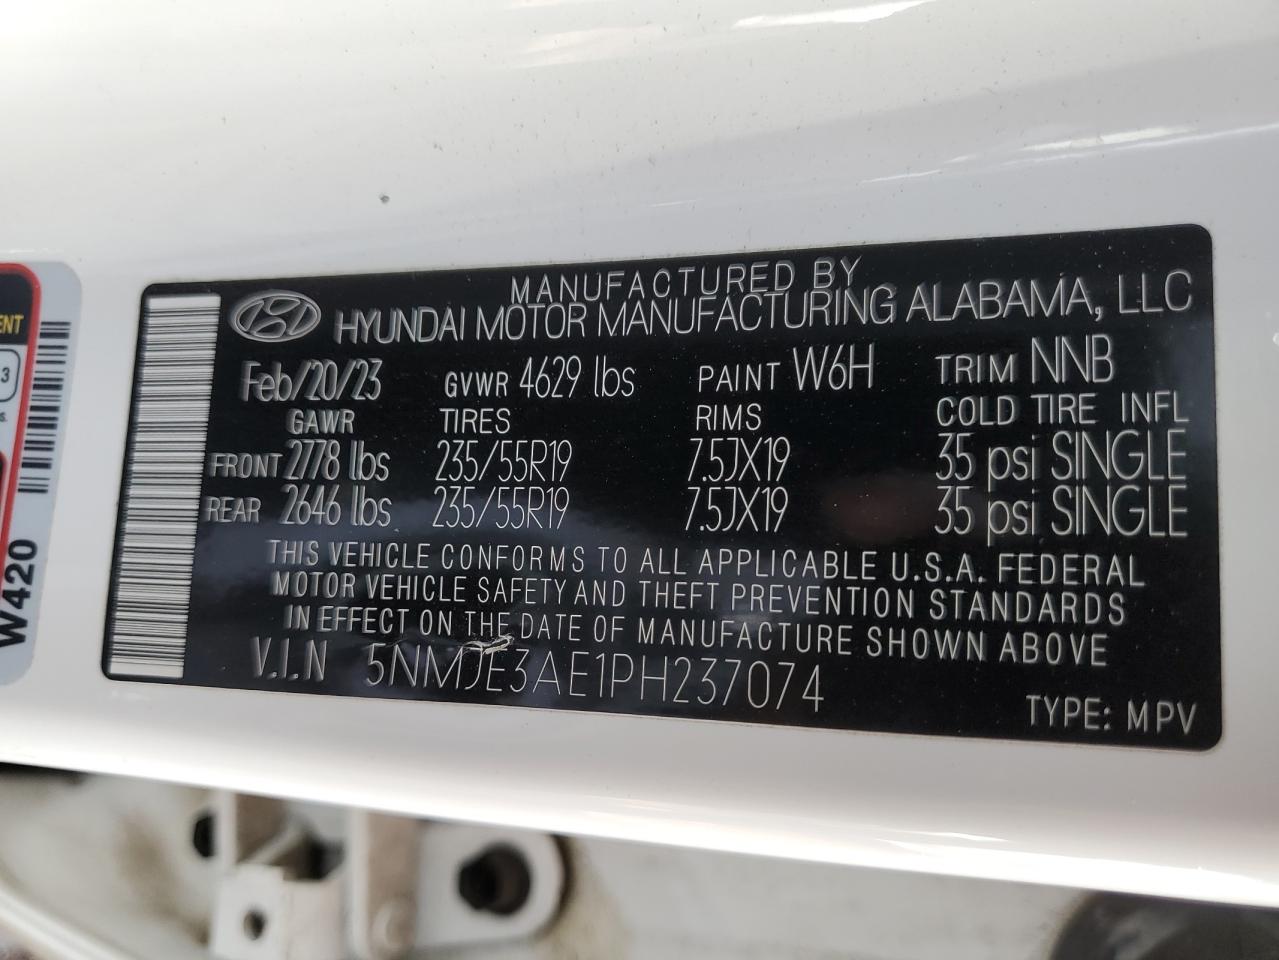 MANUFACTURED BY
HYUNDAI MOTOR MANUFACTURING ALABAMA, LLC
Feb/20/23 GVWR 4629 lbs PAINT W6H TRIM NNB
GAWR TIRES RIMS COLD TIRE INFL
FRONT 2778 lbs 235/55R19 7.5JX19 35 psi SINGLE
REAR 2646 lbs 235/55R19 7.5JX19 35 psi SINGLE
THIS VEHICLE CONFORMS TO ALL APPLICABLE U.S.A. FEDERAL
MOTOR VEHICLE SAFETY AND THEFT PREVENTION STANDARDS
IN EFFECT ON THE DATE OF MANUFACTURE SHOWN ABOVE
V.I.N 5NMJE3AE1PH237074
TYPE: MPV
W420
ENT
3
s.